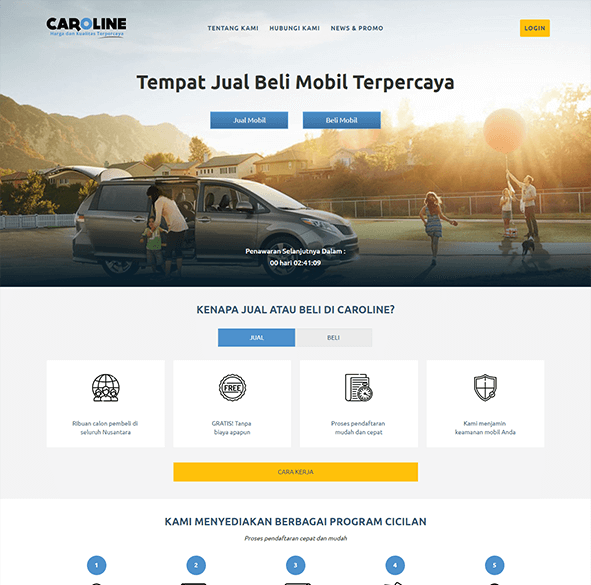 CAROLINE
Harga dan Kualitas Terpercaya
TENTANG KAMI
HUBUNGI KAMI
NEWS & PROMO
LOGIN
Tempat Jual Beli Mobil Terpercaya
Jual Mobil
Beli Mobil
Penawaran Selanjutnya Dalam :
00 hari 02:41:09
KENAPA JUAL ATAU BELI DI CAROLINE?
JUAL
BELI
Ribuan calon pembeli di
seluruh Nusantara
FREE
GRATIS! Tanpa
biaya apapun
Proses pendaftaran
mudah dan cepat
Kami menjamin
keamanan mobil Anda
CARA KERJA
KAMI MENYEDIAKAN BERBAGAI PROGRAM CICILAN
Proses pendaftaran cepat dan mudah
1
2
3
4
5